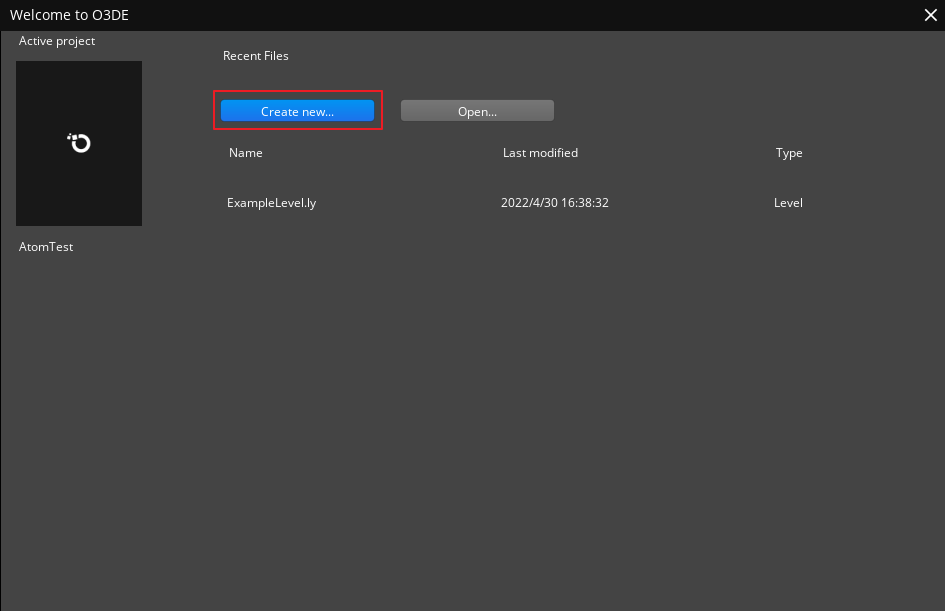 Welcome to O3DE
Active project
Recent Files
Create new...
Open...
Name Last modified Type
ExampleLevel.ly 2022/4/30 16:38:32 Level
AtomTest